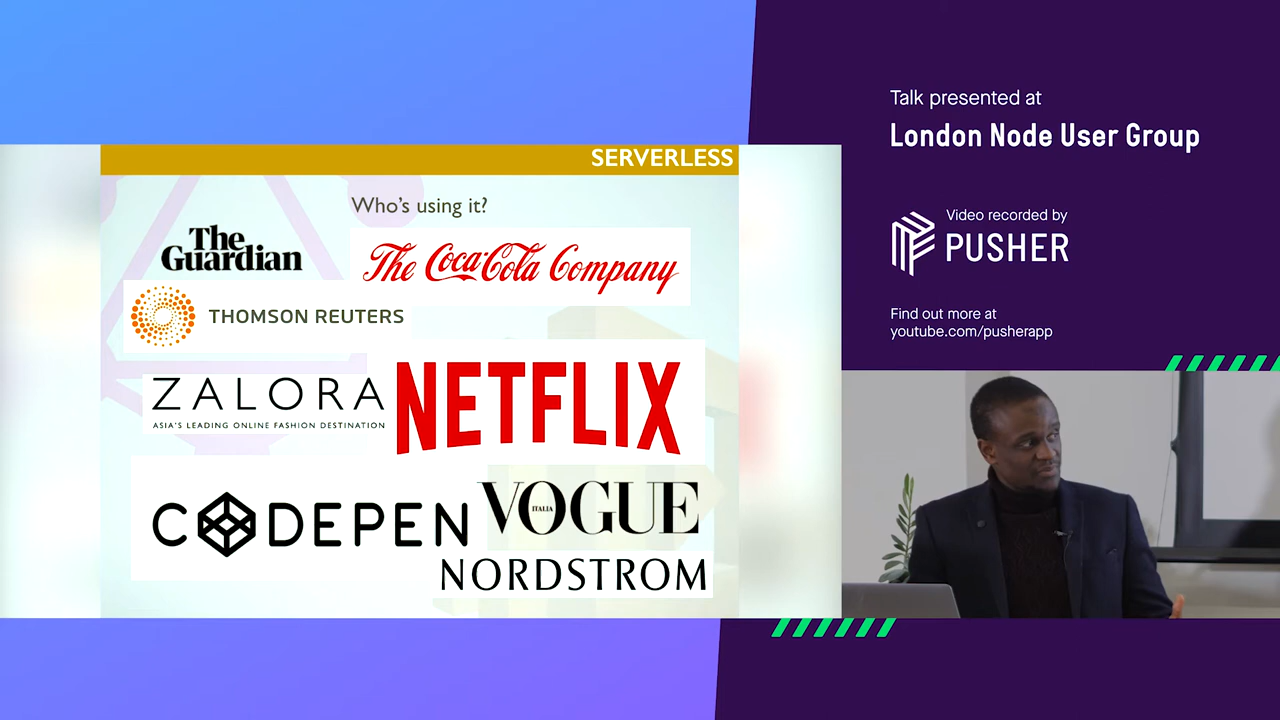 SERVERLESS
Who's using it?
The
Guardian
The Coca-Cola Company
THOMSON REUTERS
ZALORA
ASIA'S LEADING ONLINE FASHION DESTINATION
NETFLIX
CODEPEN
VOGUE
ITALIA
NORDSTROM
Talk presented at
London Node User Group
Video recorded by
PUSHER
Find out more at
youtube.com/pusherapp